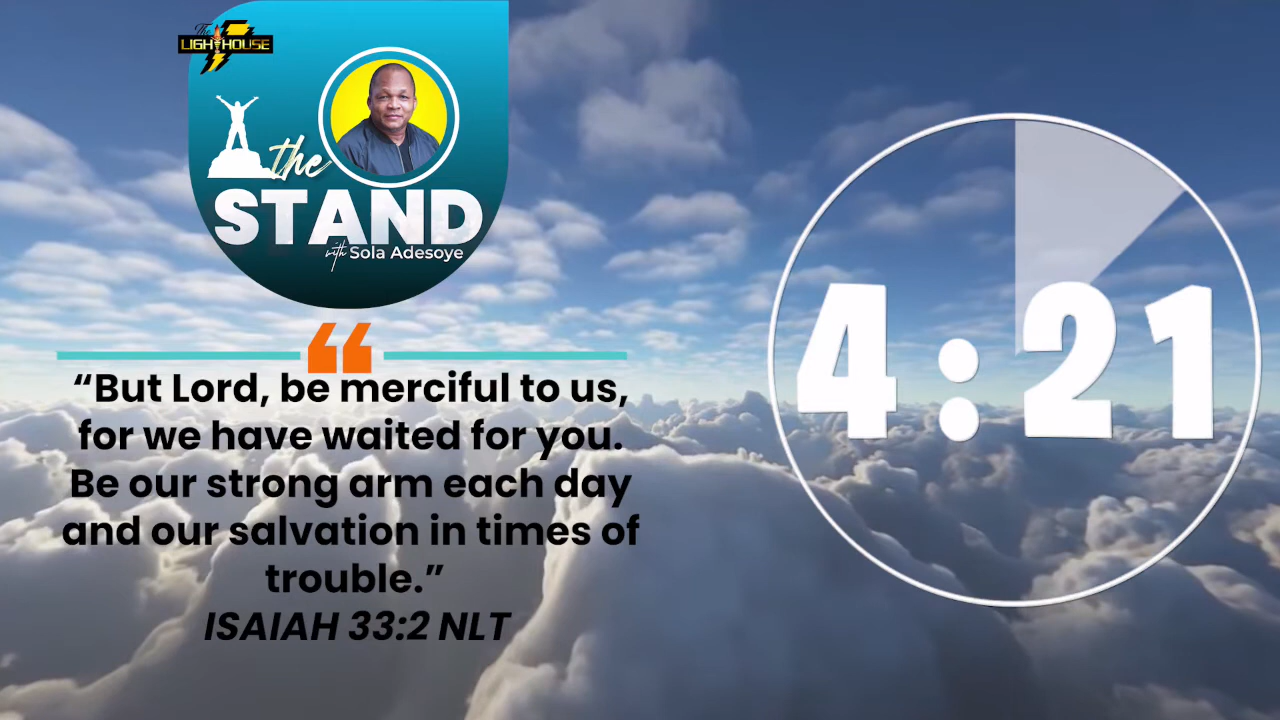 The
LIGHTHOUSE
the
STAND
with Sola Adesoye
“But Lord, be merciful to us,
for we have waited for you.
Be our strong arm each day
and our salvation in times of
trouble.”
ISAIAH 33:2 NLT
4:21